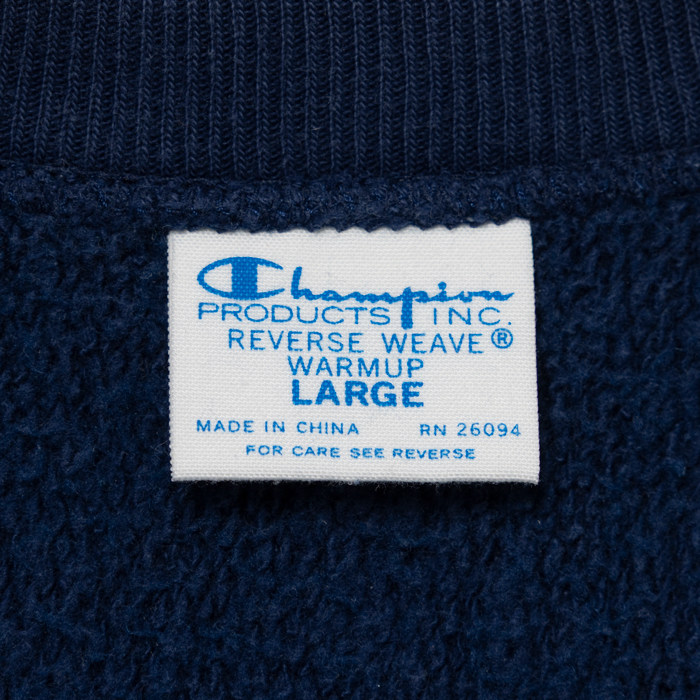 Champion
PRODUCTS INC.
REVERSE WEAVE®
WARMUP
LARGE
MADE IN CHINA RN 26094
FOR CARE SEE REVERSE